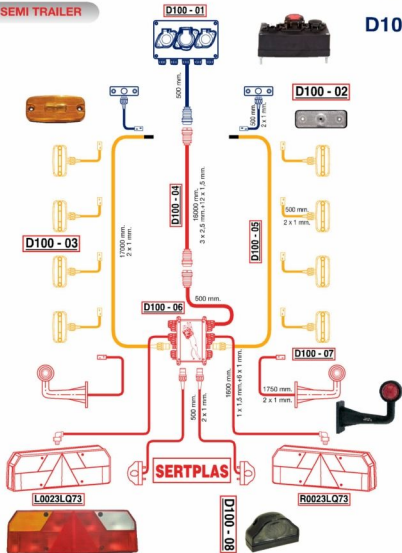 SEMI TRAILER
D100 - 01
D10
500 mm.
D100 - 02
500 mm.
2 x 1 mm.
D100 - 04
16000 mm.
3 x 2,5 mm.+12 x 1,5 mm.
D100 - 03
17000 mm.
2 x 1 mm.
D100 - 05
500 mm.
2 x 1 mm.
500 mm.
D100 - 06
D100 - 07
1600 mm.
1 x 1,5 mm.+6 x 1 mm.
1750 mm.
2 x 1 mm.
500 mm.
2 x 1 mm.
SERTPLAS
L0023LQ73
R0023LQ73
D100 - 08